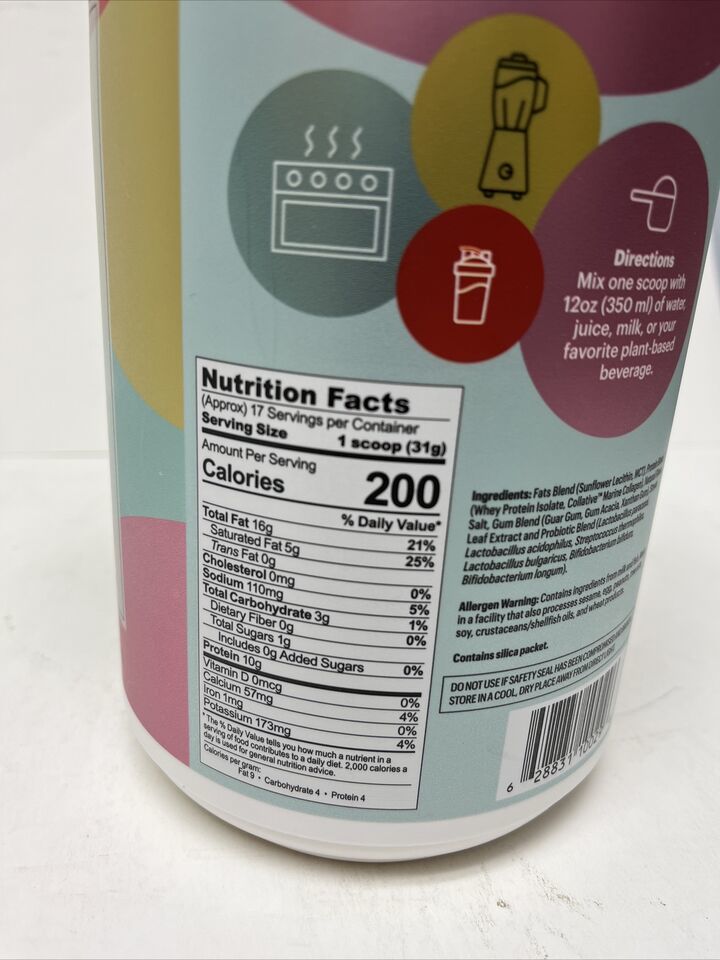 Directions
Mix one scoop with
12oz (350 ml) of water,
juice, milk, or your
favorite plant-based
beverage.
Nutrition Facts
(Approx) 17 Servings per Container
Serving Size 1 scoop (31g)
Amount Per Serving
Calories 200
% Daily Value*
Total Fat 16g 21%
Saturated Fat 5g 25%
Trans Fat 0g
Cholesterol 0mg 0%
Sodium 110mg 5%
Total Carbohydrate 3g 1%
Dietary Fiber 0g 0%
Total Sugars 1g
Includes 0g Added Sugars 0%
Protein 10g
Vitamin D 0mcg 0%
Calcium 57mg 4%
Iron 1mg 0%
Potassium 173mg 4%
*The % Daily Value tells you how much a nutrient in a
serving of food contributes to a daily diet. 2,000 calories a
day is used for general nutrition advice.
Calories per gram:
Fat 9 • Carbohydrate 4 • Protein 4
Ingredients: Fats Blend (Sunflower Lecithin, MCT), Protein
(Whey Protein Isolate, Collative™ Marine Collagen),
Salt, Gum Blend (Guar Gum, Gum Acacia, Xanthan Gum),
Leaf Extract and Probiotic Blend (Lactobacillus
Lactobacillus acidophilus, Streptococcus thermophilus,
Lactobacillus bulgaricus, Bifidobacterium bifidum,
Bifidobacterium longum).
Allergen Warning: Contains ingredients from milk and
in a facility that also processes sesame, egg, peanuts,
soy, crustaceans/shellfish oils, and wheat products.
Contains silica packet.
DO NOT USE IF SAFETY SEAL HAS BEEN COMPROMISED
STORE IN A COOL, DRY PLACE AWAY FROM DIRECT LIGHT
6 28831